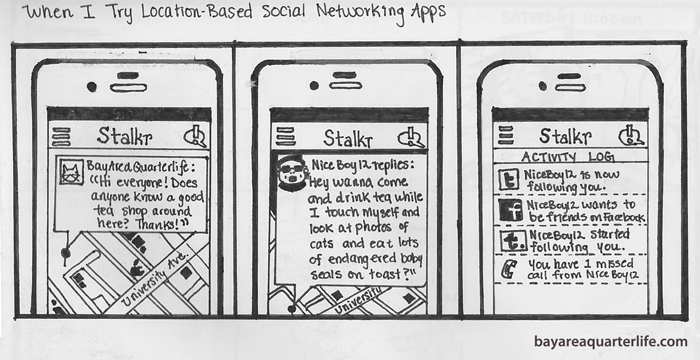 When I Try Location-Based Social Networking Apps
Stalkr
BayAreaQuarterlife:
"Hi everyone! Does
anyone know a good
tea shop around
here? Thanks!"
University Ave.
Stalkr
NiceBoy12 replies:
Hey wanna come
and drink tea while
I touch myself and
look at photos of
cats and eat lots
of endangered baby
seals on toast?"
University
Stalkr
ACTIVITY LOG
t NiceBoy12 is now
following you.
f NiceBoy12 wants to
be friends on Facebook
t. NiceBoy12 started
following you.
You have 1 missed
call from NiceBoy12
bayareaquarterlife.com